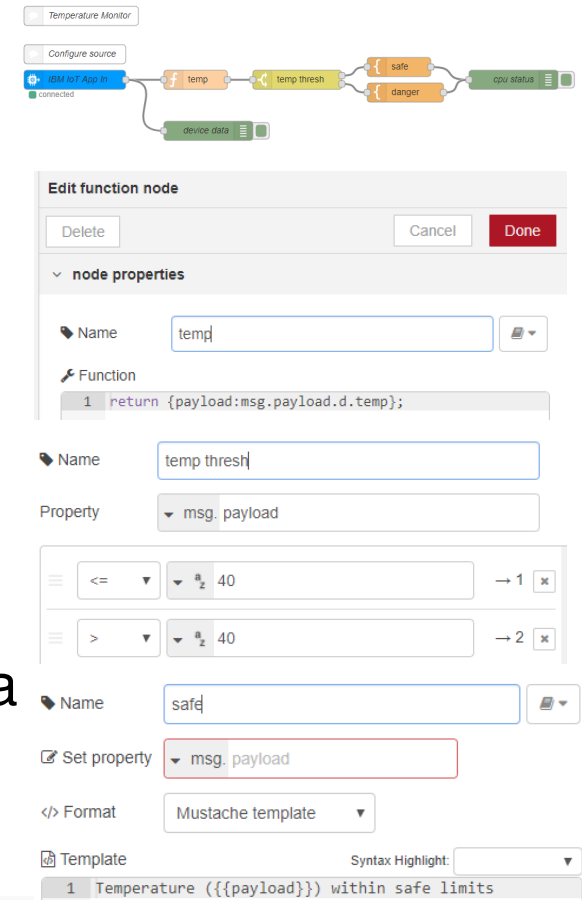 Temperature Monitor
Configure source
IBM IoT App In
connected
temp
temp thresh
safe
danger
cpu status
device data
Edit function node
Delete
Cancel
Done
node properties
Name
temp
Function
1 return {payload:msg.payload.d.temp};
Name
temp thresh
Property
msg. payload
<= a z 40 → 1 x
> a z 40 → 2 x
a
Name
safe
Set property
msg. payload
</> Format
Mustache template
Template
Syntax Highlight:
1 Temperature ({{payload}}) within safe limits